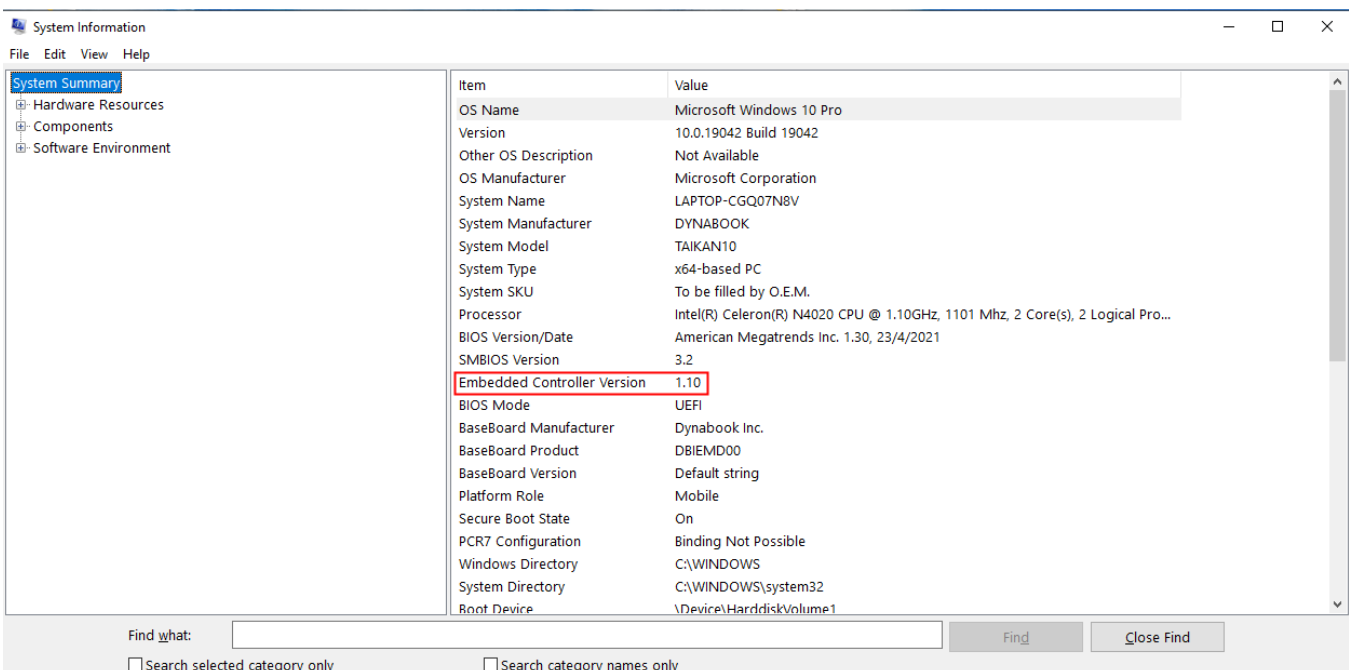 System Information
File Edit View Help
System Summary
Hardware Resources
Components
Software Environment
Item Value
OS Name Microsoft Windows 10 Pro
Version 10.0.19042 Build 19042
Other OS Description Not Available
OS Manufacturer Microsoft Corporation
System Name LAPTOP-CGQ07N8V
System Manufacturer DYNABOOK
System Model TAIKAN10
System Type x64-based PC
System SKU To be filled by O.E.M.
Processor Intel(R) Celeron(R) N4020 CPU @ 1.10GHz, 1101 Mhz, 2 Core(s), 2 Logical Pro...
BIOS Version/Date American Megatrends Inc. 1.30, 23/4/2021
SMBIOS Version 3.2
Embedded Controller Version 1.10
BIOS Mode UEFI
BaseBoard Manufacturer Dynabook Inc.
BaseBoard Product DBIEMD00
BaseBoard Version Default string
Platform Role Mobile
Secure Boot State On
PCR7 Configuration Binding Not Possible
Windows Directory C:\WINDOWS
System Directory C:\WINDOWS\system32
Boot Device \Device\HarddiskVolume1
Find what: Find Close Find
Search selected category only Search category names only